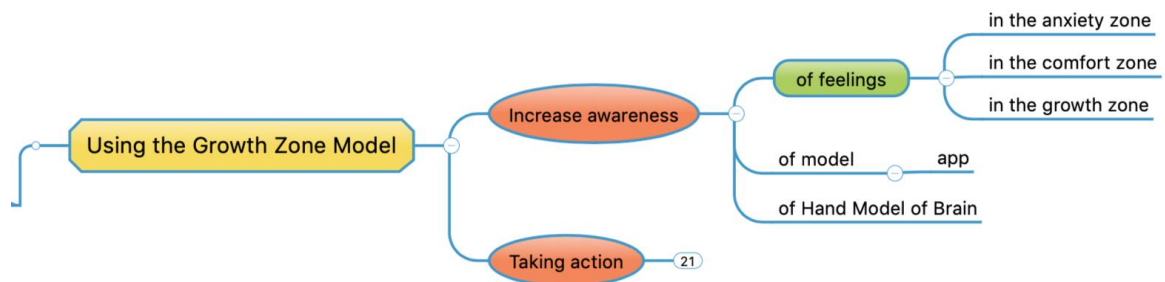 Using the Growth Zone Model
Increase awareness
of feelings
in the anxiety zone
in the comfort zone
in the growth zone
of model
app
of Hand Model of Brain
Taking action
21